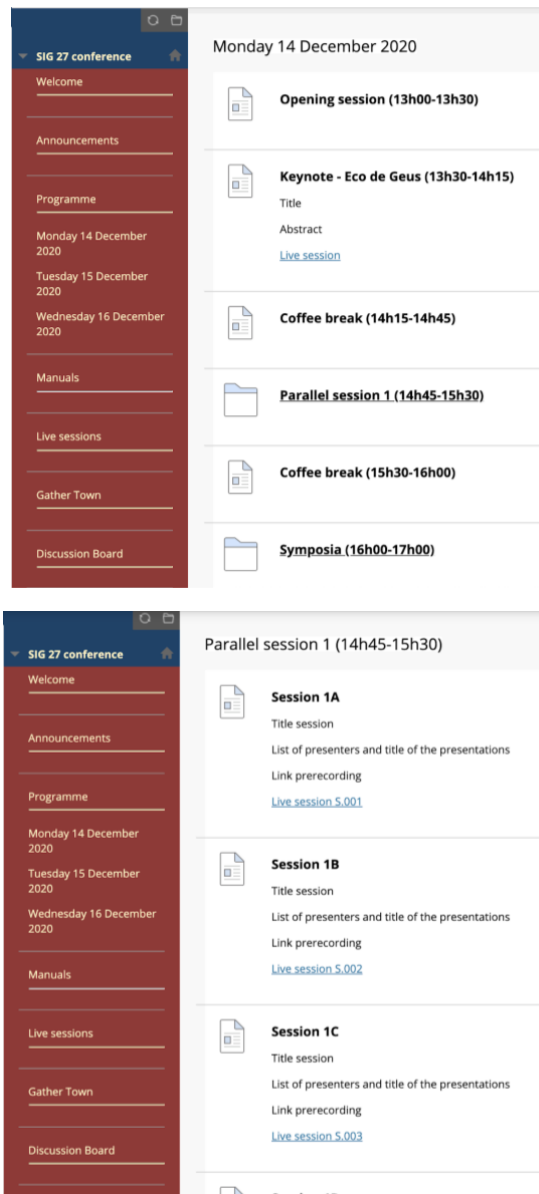 SIG 27 conference
Welcome
Announcements
Programme
Monday 14 December
2020
Tuesday 15 December
2020
Wednesday 16 December
2020
Manuals
Live sessions
Gather Town
Discussion Board
Monday 14 December 2020
Opening session (13h00-13h30)
Keynote - Eco de Geus (13h30-14h15)
Title
Abstract
Live session
Coffee break (14h15-14h45)
Parallel session 1 (14h45-15h30)
Coffee break (15h30-16h00)
Symposia (16h00-17h00)
SIG 27 conference
Welcome
Announcements
Programme
Monday 14 December
2020
Tuesday 15 December
2020
Wednesday 16 December
2020
Manuals
Live sessions
Gather Town
Discussion Board
Parallel session 1 (14h45-15h30)
Session 1A
Title session
List of presenters and title of the presentations
Link prerecording
Live session S.001
Session 1B
Title session
List of presenters and title of the presentations
Link prerecording
Live session S.002
Session 1C
Title session
List of presenters and title of the presentations
Link prerecording
Live session S.003